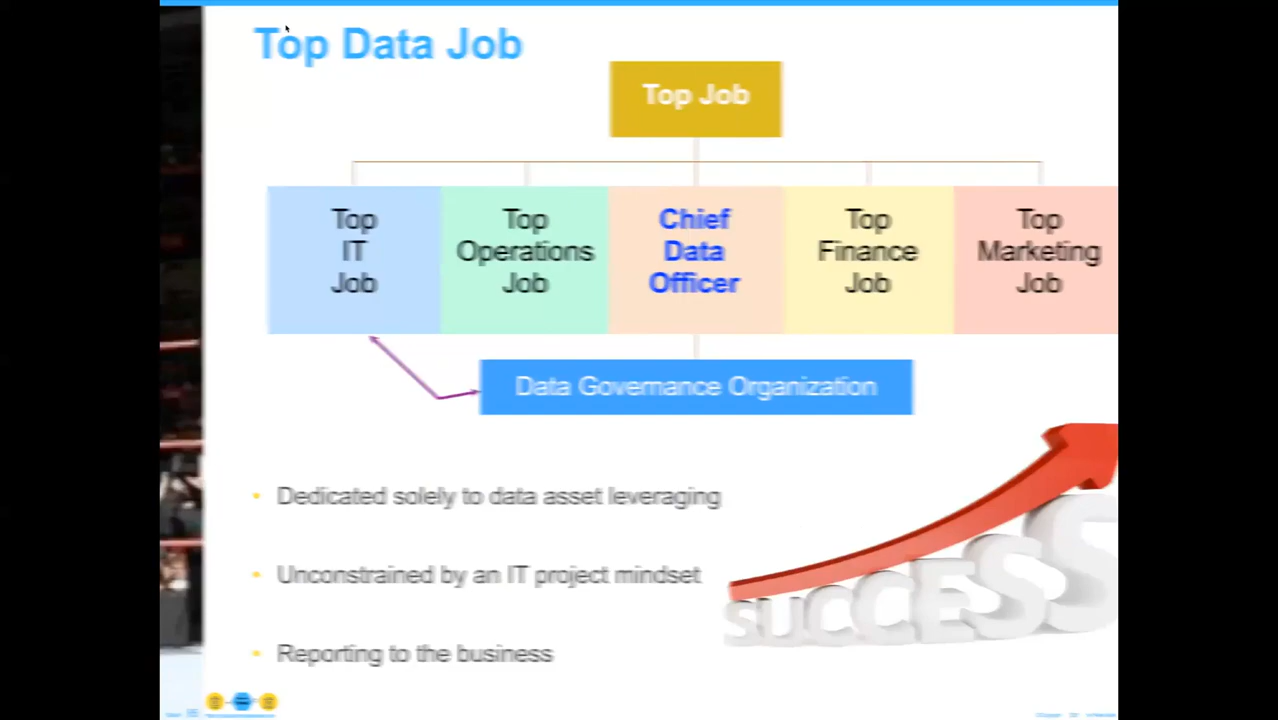 Top Data Job
Top Job
Top
IT
Job
Top
Operations
Job
Chief
Data
Officer
Top
Finance
Job
Top
Marketing
Job
Data Governance Organization
• Dedicated solely to data asset leveraging
• Unconstrained by an IT project mindset
• Reporting to the business
SUCCESS